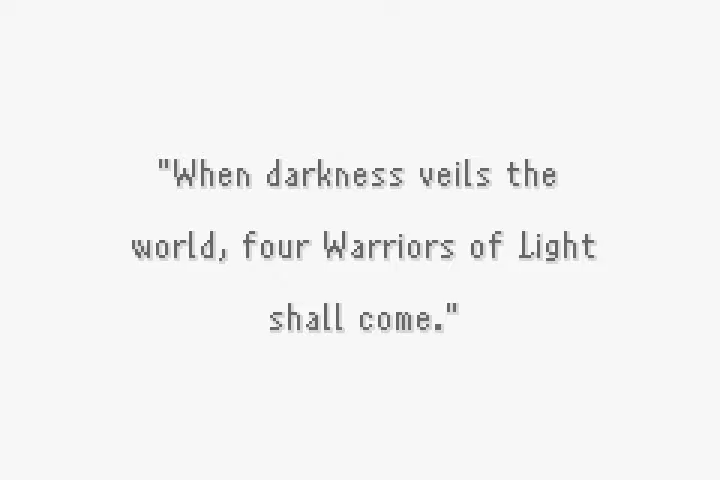 "When darkness veils the
world, four Warriors of Light
shall come."